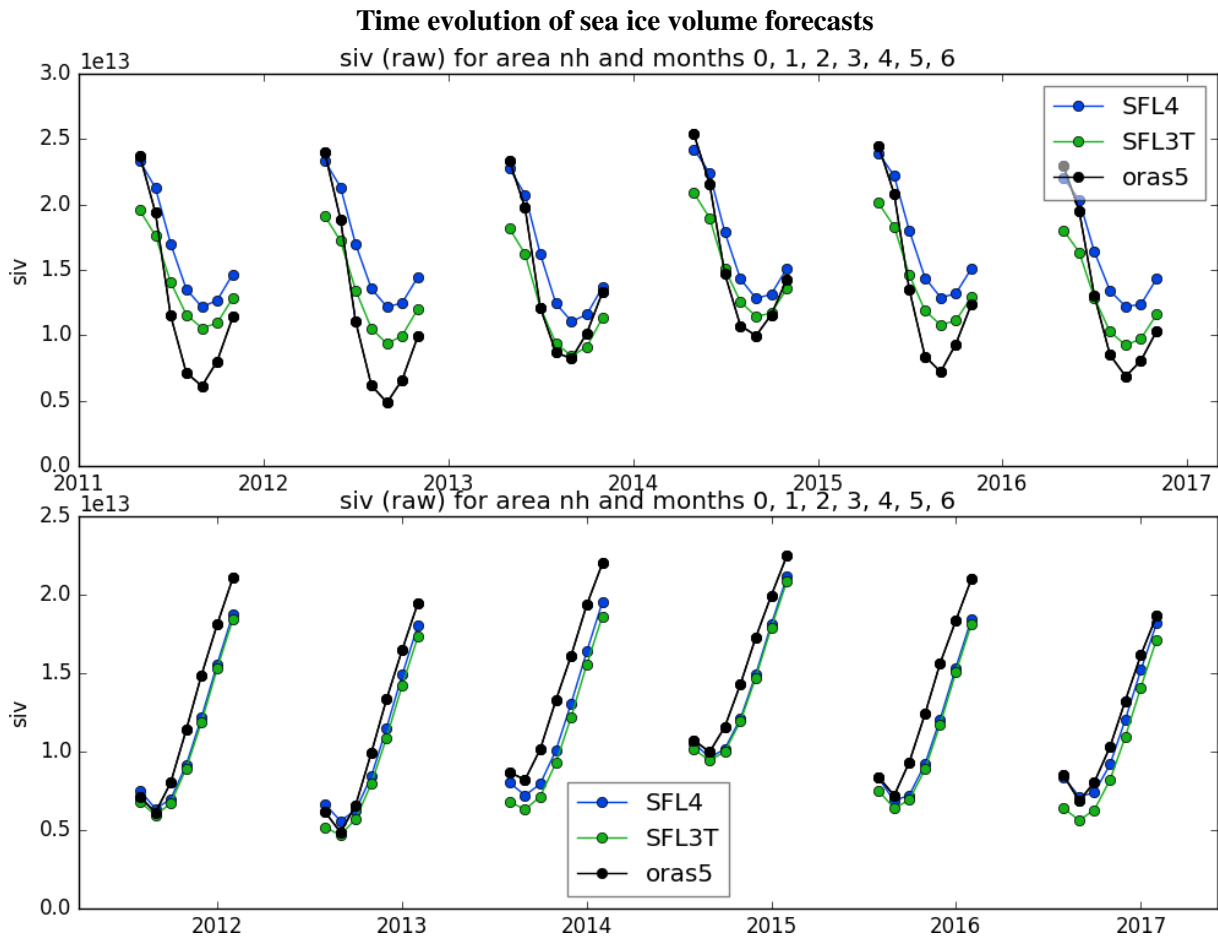 Time evolution of sea ice volume forecasts
1e13
siv (raw) for area nh and months 0, 1, 2, 3, 4, 5, 6
3.0
2.5
2.0
1.5
1.0
0.5
0.0
siv
SFL4
SFL3T
oras5
2011 2012 2013 2014 2015 2016 2017
1e13
siv (raw) for area nh and months 0, 1, 2, 3, 4, 5, 6
2.5
2.0
1.5
1.0
0.5
0.0
siv
SFL4
SFL3T
oras5
2012 2013 2014 2015 2016 2017